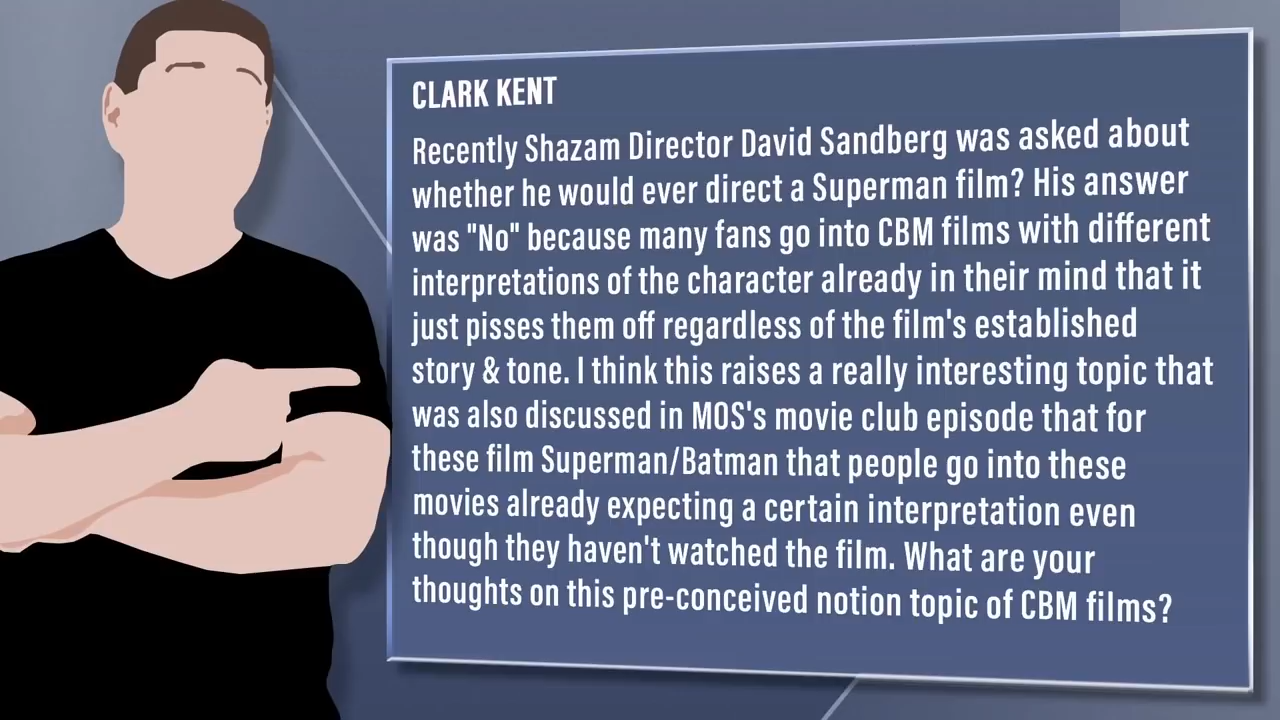 CLARK KENT
Recently Shazam Director David Sandberg was asked about
whether he would ever direct a Superman film? His answer
was "No" because many fans go into CBM films with different
interpretations of the character already in their mind that it
just pisses them off regardless of the film's established
story & tone. I think this raises a really interesting topic that
was also discussed in MOS's movie club episode that for
these film Superman/Batman that people go into these
movies already expecting a certain interpretation even
though they haven't watched the film. What are your
thoughts on this pre-conceived notion topic of CBM films?